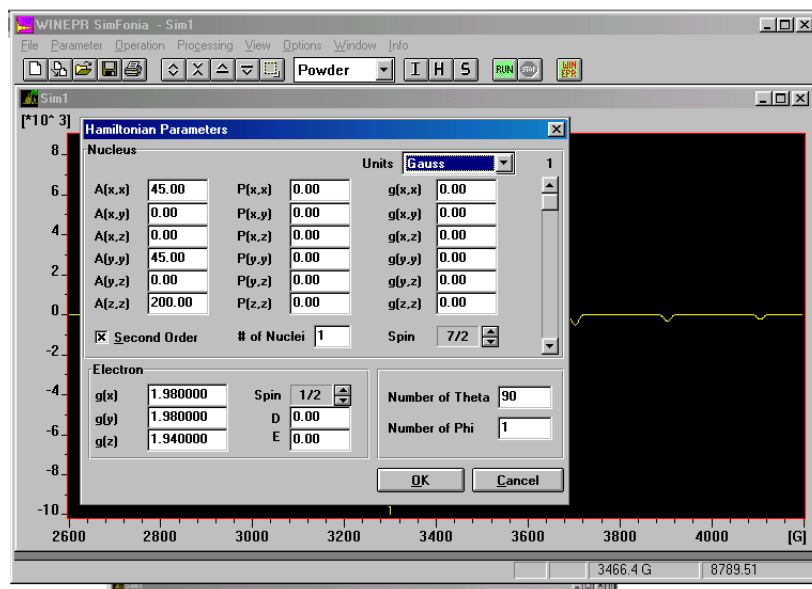 WINEPR SimFonia - Sim1
File Parameter Operation Processing View Options Window Info
Powder I H S RUN STOP WIN EPR
Sim1
[*10^ 3]
Hamiltonian Parameters
Nucleus
Units Gauss 1
A(x,x) 45.00 P(x,x) 0.00 g(x,x) 0.00
A(x,y) 0.00 P(x,y) 0.00 g(x,y) 0.00
A(x,z) 0.00 P(x,z) 0.00 g(x,z) 0.00
A(y,y) 45.00 P(y,y) 0.00 g(y,y) 0.00
A(y,z) 0.00 P(y,z) 0.00 g(y,z) 0.00
A(z,z) 200.00 P(z,z) 0.00 g(z,z) 0.00
Second Order # of Nuclei 1 Spin 7/2
Electron
g(x) 1.980000 Spin 1/2
g(y) 1.980000 D 0.00
g(z) 1.940000 E 0.00
Number of Theta 90
Number of Phi 1
OK Cancel
8
6
4
2
0
-2
-4
-6
-8
-10
1
2600 2800 3000 3200 3400 3600 3800 4000 [G]
3466.4 G 8789.51